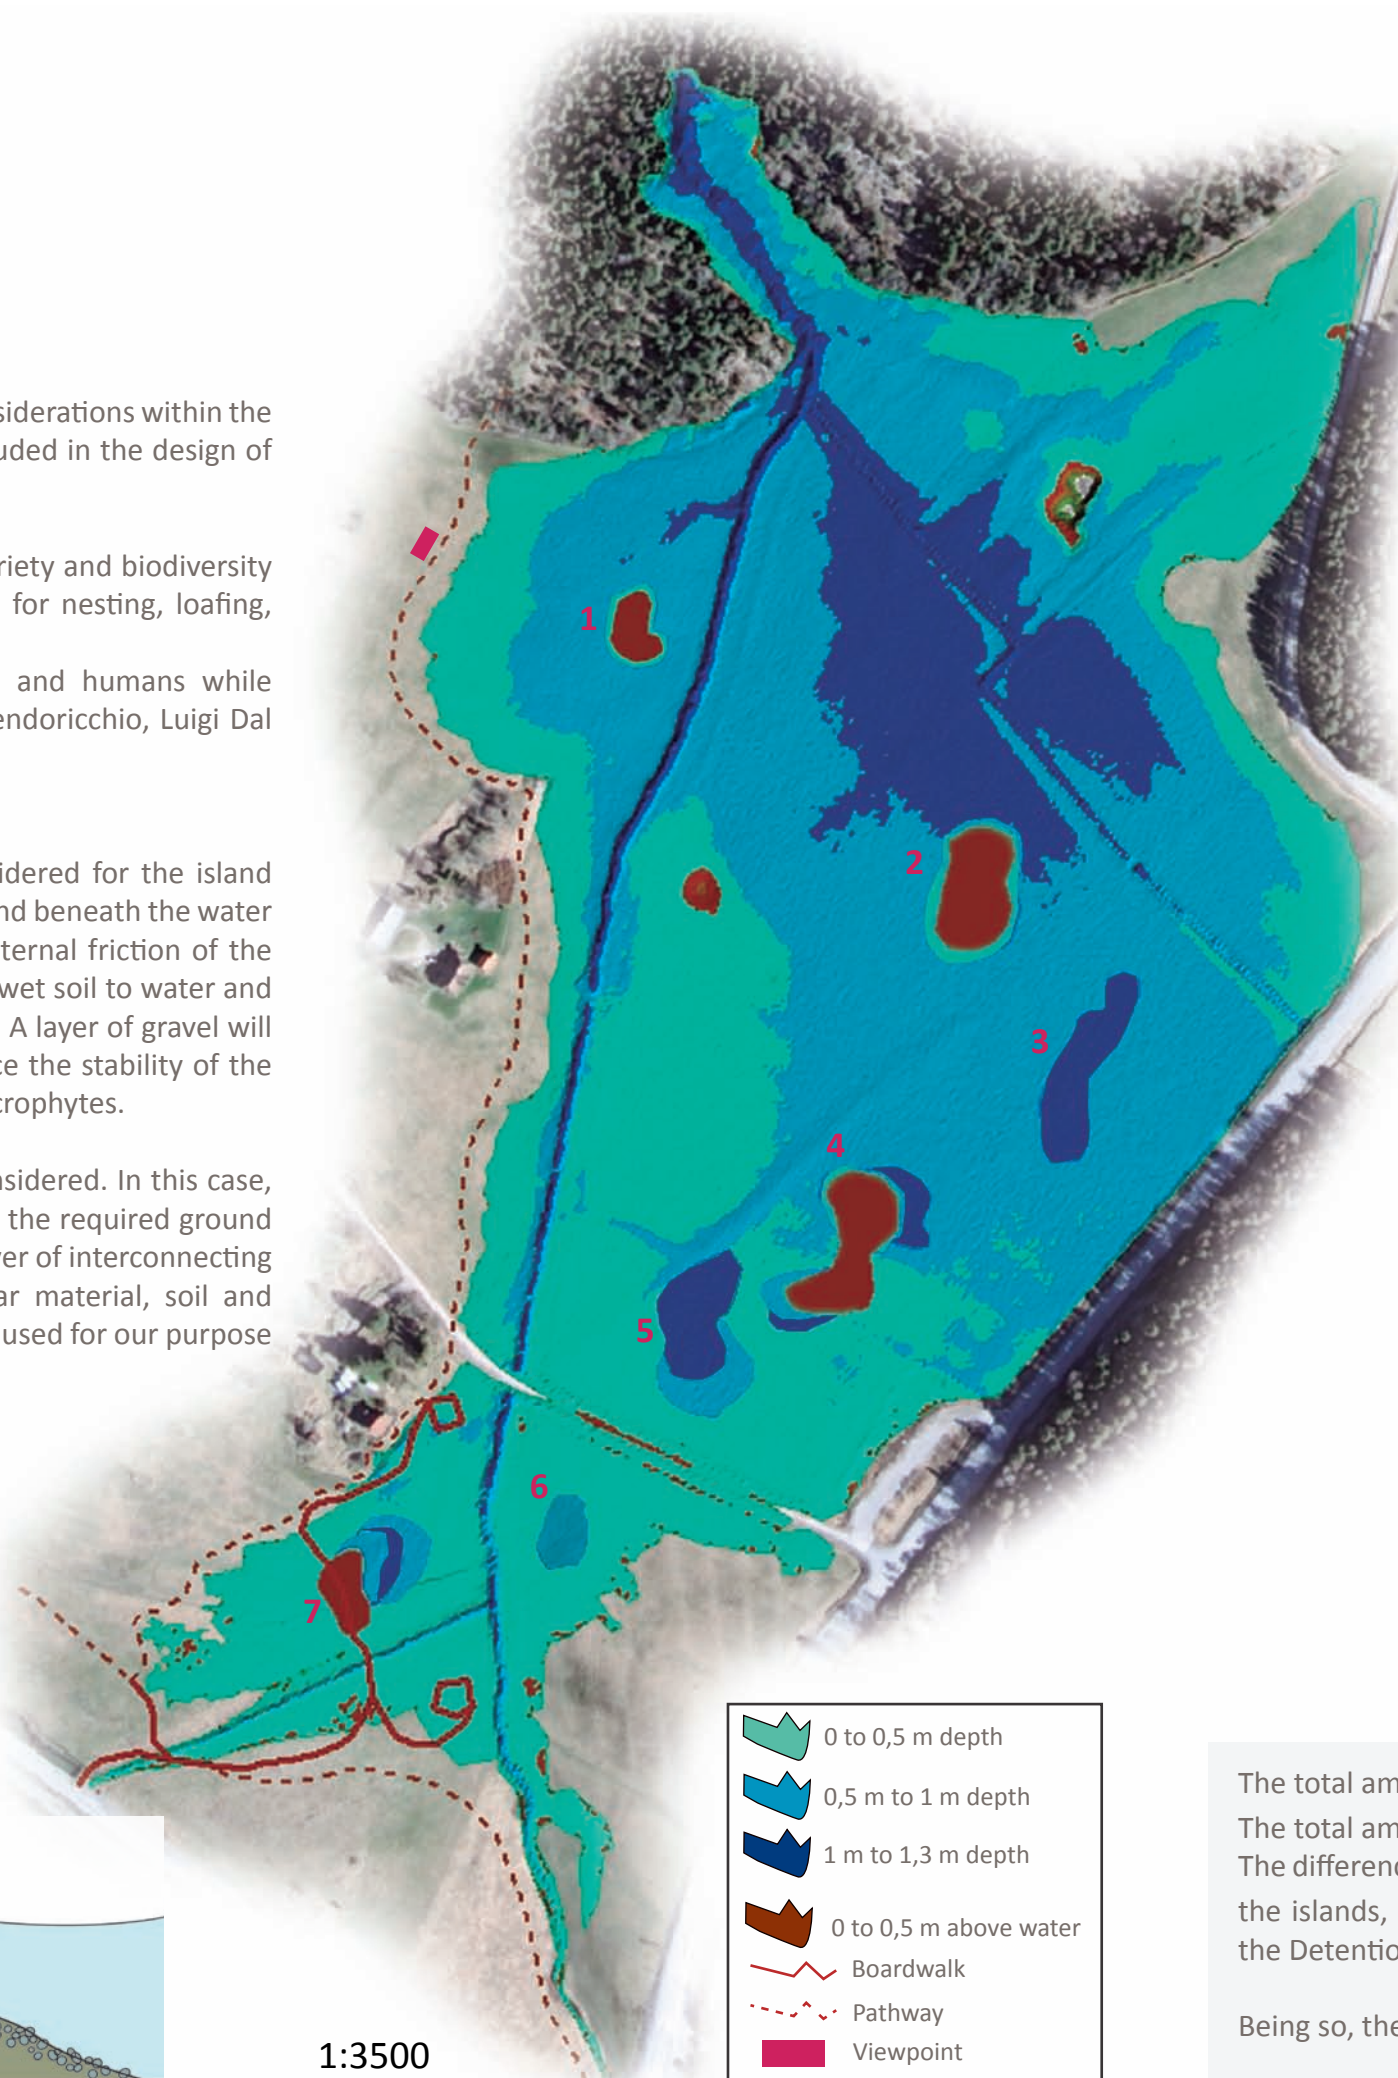 siderations within the
uded in the design of
riety and biodiversity
for nesting, loafing,
and humans while
endoricchio, Luigi Dal
idered for the island
nd beneath the water
ternal friction of the
wet soil to water and
A layer of gravel will
ce the stability of the
crophytes.
nsidered. In this case,
the required ground
ver of interconnecting
ar material, soil and
used for our purpose
1
2
3
4
5
6
7
0 to 0,5 m depth
0,5 m to 1 m depth
1 m to 1,3 m depth
0 to 0,5 m above water
Boardwalk
Pathway
Viewpoint
1:3500
The total am
The total am
The differenc
the islands,
the Detentio
Being so, the